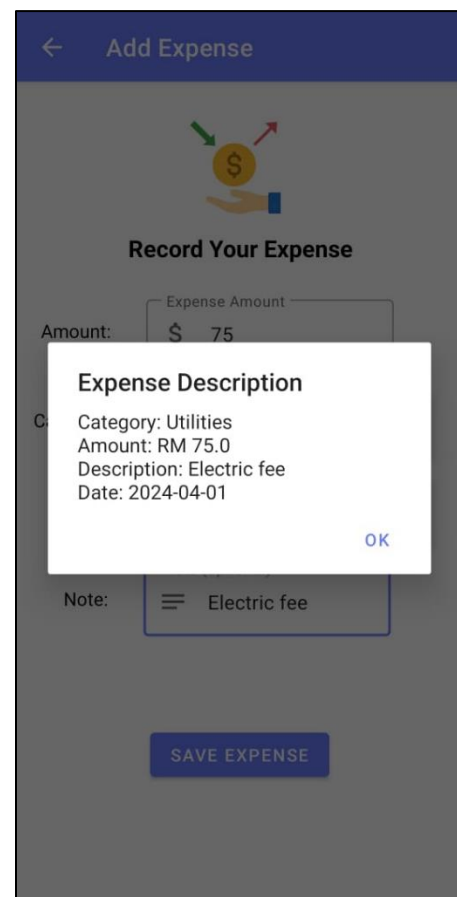 Add Expense
Record Your Expense
Expense Amount
Amount:
$ 75
Expense Description
Category: Utilities
Amount: RM 75.0
Description: Electric fee
Date: 2024-04-01
OK
Note:
Electric fee
SAVE EXPENSE